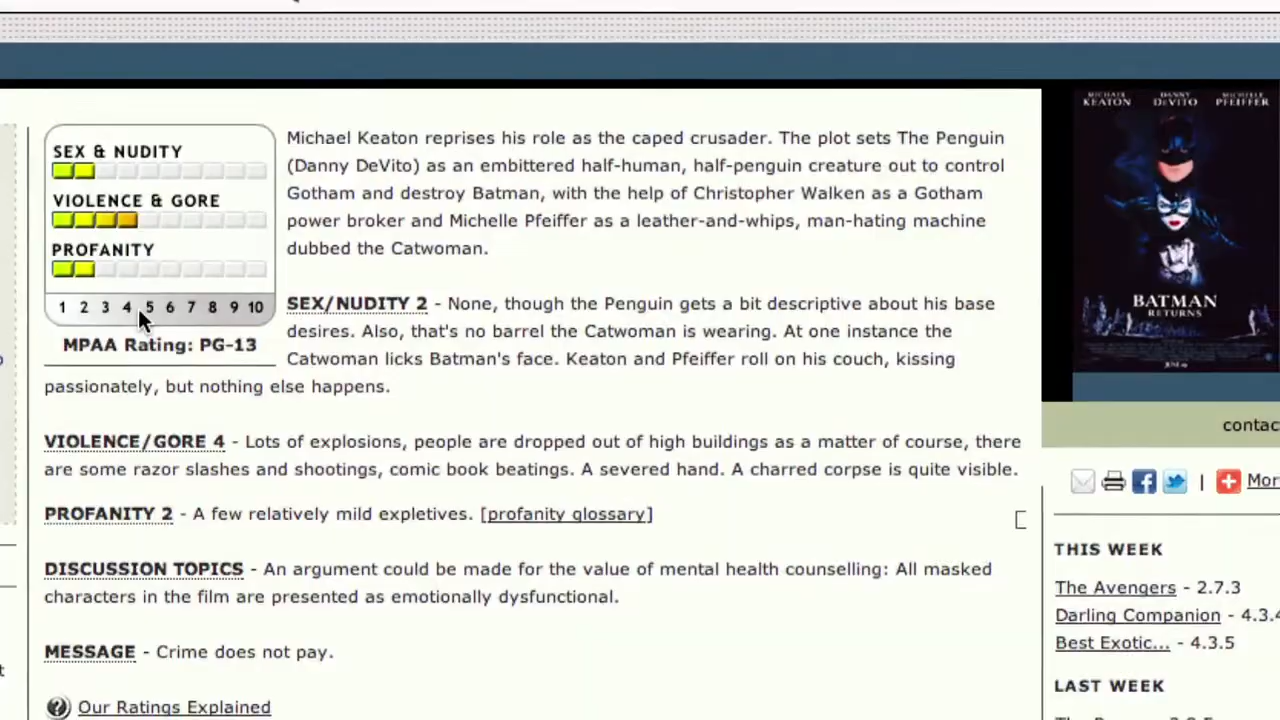 SEX & NUDITY
VIOLENCE & GORE
PROFANITY
1 2 3 4 5 6 7 8 9 10
MPAA Rating: PG-13
Michael Keaton reprises his role as the caped crusader. The plot sets The Penguin
(Danny DeVito) as an embittered half-human, half-penguin creature out to control
Gotham and destroy Batman, with the help of Christopher Walken as a Gotham
power broker and Michelle Pfeiffer as a leather-and-whips, man-hating machine
dubbed the Catwoman.
SEX/NUDITY 2 - None, though the Penguin gets a bit descriptive about his base
desires. Also, that's no barrel the Catwoman is wearing. At one instance the
Catwoman licks Batman's face. Keaton and Pfeiffer roll on his couch, kissing
passionately, but nothing else happens.
VIOLENCE/GORE 4 - Lots of explosions, people are dropped out of high buildings as a matter of course, there
are some razor slashes and shootings, comic book beatings. A severed hand. A charred corpse is quite visible.
PROFANITY 2 - A few relatively mild expletives. [profanity glossary]
DISCUSSION TOPICS - An argument could be made for the value of mental health counselling: All masked
characters in the film are presented as emotionally dysfunctional.
MESSAGE - Crime does not pay.
Our Ratings Explained
MICHAEL DANNY MICHELLE
KEATON DEVITO PFEIFFER
BATMAN
RETURNS
contac
| Mor
THIS WEEK
The Avengers - 2.7.3
Darling Companion - 4.3.4
Best Exotic... - 4.3.5
LAST WEEK